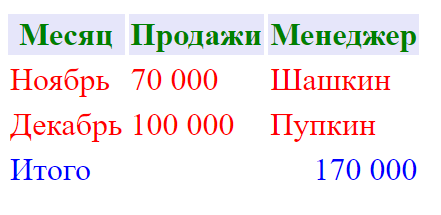 Месяц Продажи Менеджер
Ноябрь 70 000 Шашкин
Декабрь 100 000 Пупкин
Итого 170 000